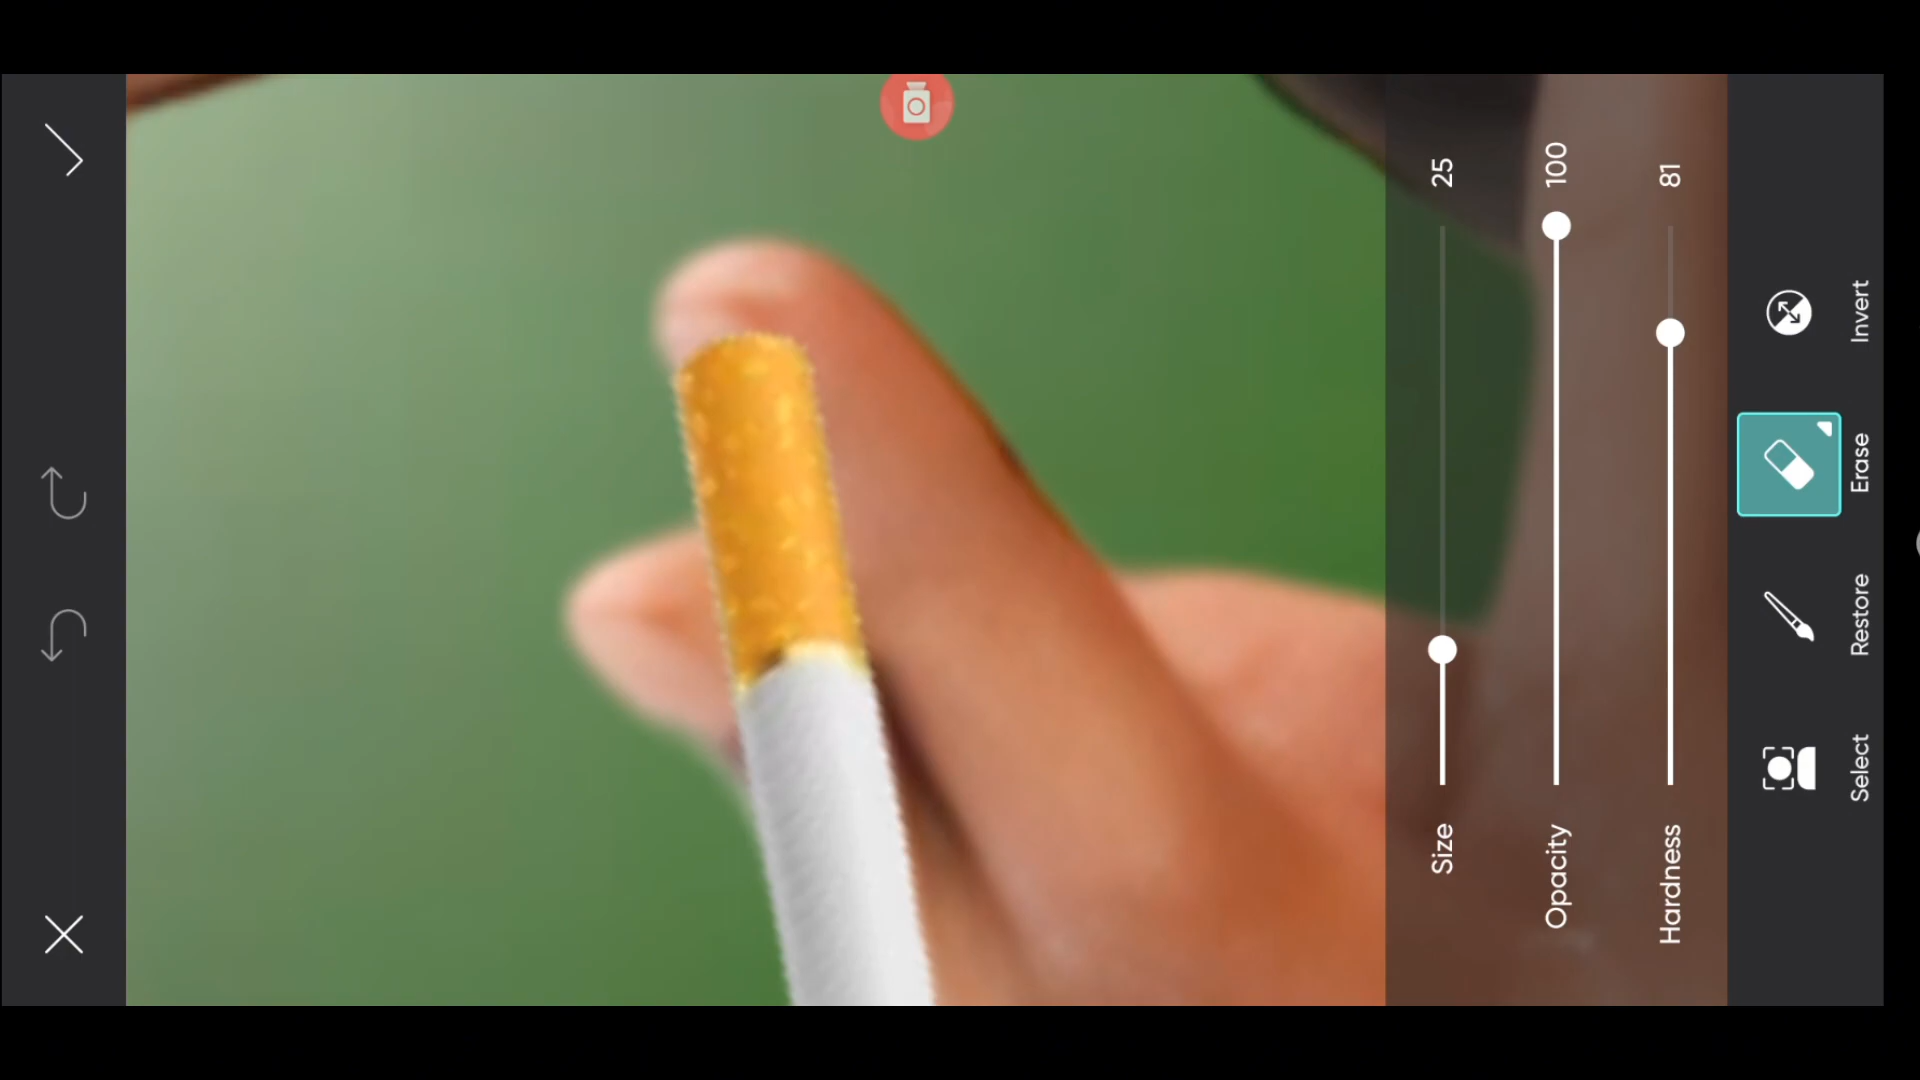 25
Size
100
Opacity
81
Hardness
Invert
Erase
Restore
Select